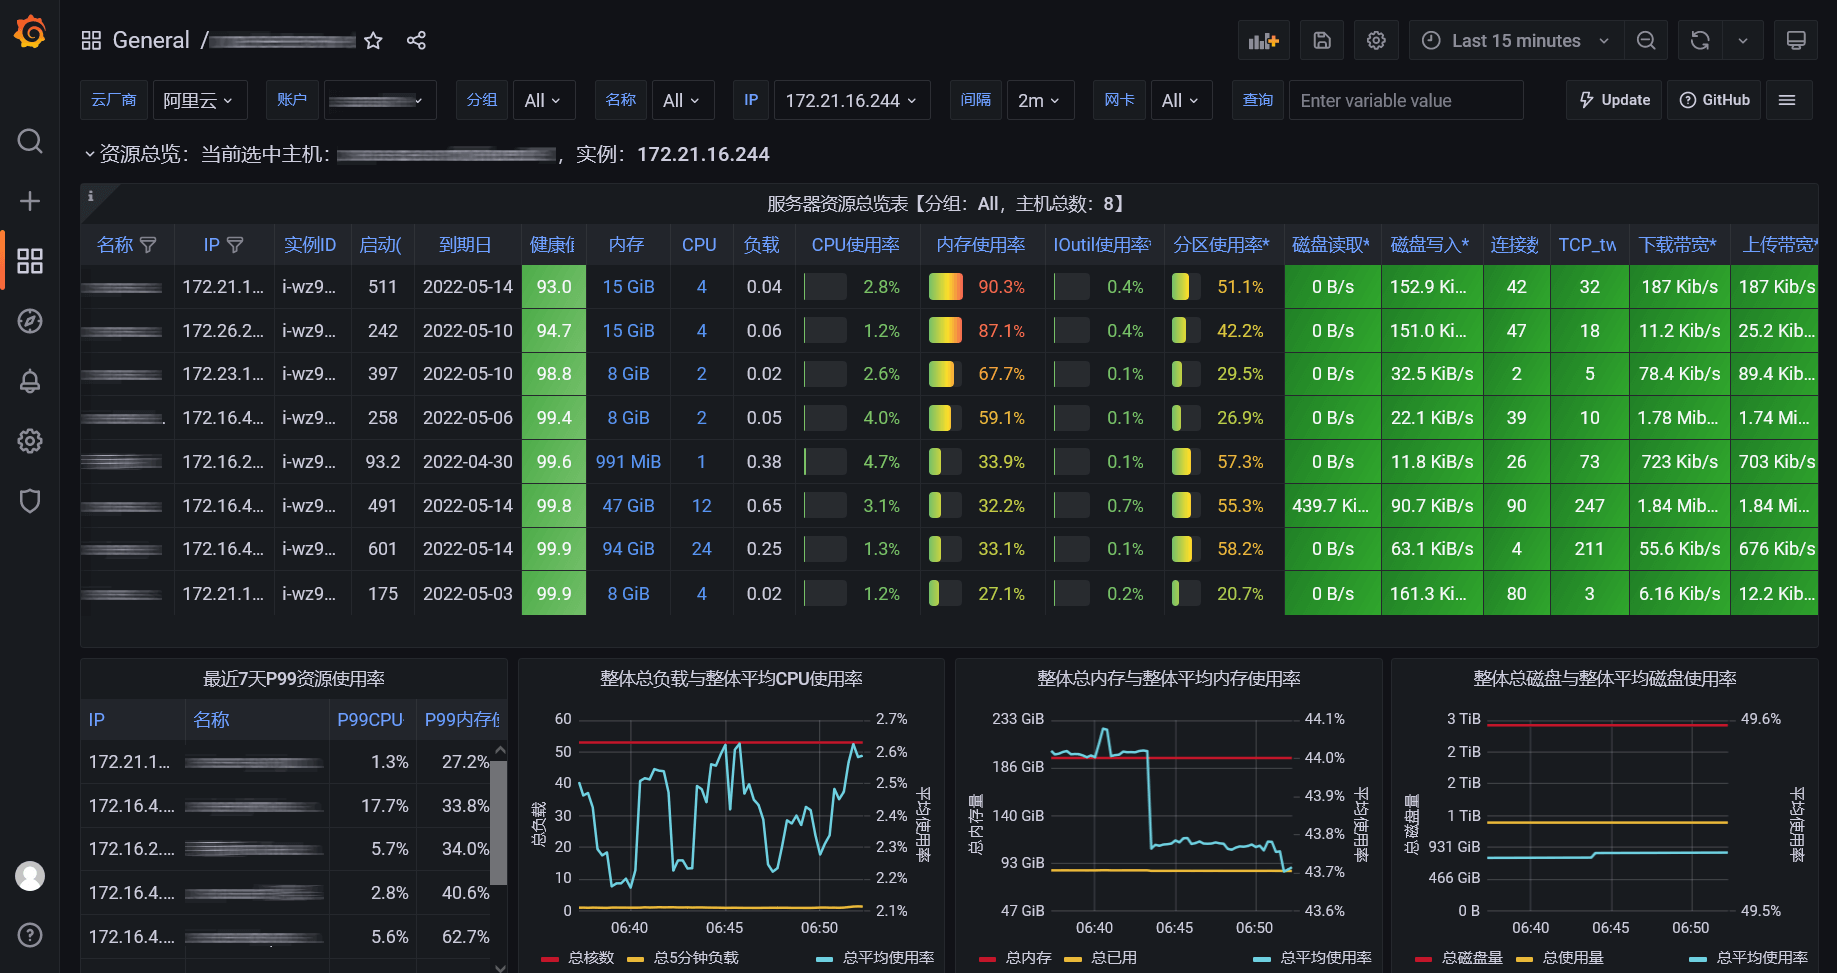 General /
Last 15 minutes
云厂商 阿里云 账户 分组 All 名称 All IP 172.21.16.244 间隔 2m 网卡 All 查询 Enter variable value Update GitHub
资源总览：当前选中主机： ，实例：172.21.16.244
服务器资源总览表【分组：All，主机总数：8】
名称 IP 实例ID 启动( 到期日 健康值 内存 CPU 负载 CPU使用率 内存使用率 IOutil使用率* 分区使用率* 磁盘读取* 磁盘写入* 连接数 TCP_tw 下载带宽* 上传带宽*
172.21.1... i-wz9... 511 2022-05-14 93.0 15 GiB 4 0.04 2.8% 90.3% 0.4% 51.1% 0 B/s 152.9 Ki... 42 32 187 Kib/s 187 Kib/s
172.26.2... i-wz9... 242 2022-05-10 94.7 15 GiB 4 0.06 1.2% 87.1% 0.4% 42.2% 0 B/s 151.0 Ki... 47 18 11.2 Kib/s 25.2 Kib...
172.23.1... i-wz9... 397 2022-05-10 98.8 8 GiB 2 0.02 2.6% 67.7% 0.1% 29.5% 0 B/s 32.5 KiB/s 2 5 78.4 Kib/s 89.4 Kib...
172.16.4... i-wz9... 258 2022-05-06 99.4 8 GiB 2 0.05 4.0% 59.1% 0.1% 26.9% 0 B/s 22.1 KiB/s 39 10 1.78 Mib... 1.74 Mi...
172.16.2... i-wz9... 93.2 2022-04-30 99.6 991 MiB 1 0.38 4.7% 33.9% 0.1% 57.3% 0 B/s 11.8 KiB/s 26 73 723 Kib/s 703 Kib/s
172.16.4... i-wz9... 491 2022-05-14 99.8 47 GiB 12 0.65 3.1% 32.2% 0.7% 55.3% 439.7 Ki... 90.7 KiB/s 90 247 1.84 Mib... 1.84 Mi...
172.16.4... i-wz9... 601 2022-05-14 99.9 94 GiB 24 0.25 1.3% 33.1% 0.1% 58.2% 0 B/s 63.1 KiB/s 4 211 55.6 Kib/s 676 Kib/s
172.21.1... i-wz9... 175 2022-05-03 99.9 8 GiB 4 0.02 1.2% 27.1% 0.2% 20.7% 0 B/s 161.3 Ki... 80 3 6.16 Kib/s 12.2 Kib...
最近7天P99资源使用率
IP 名称 P99CPU P99内存使
172.21.1... 1.3% 27.2%
172.16.4.... 17.7% 33.8%
172.16.2.... 5.7% 34.0%
172.16.4.... 2.8% 40.6%
172.16.4.... 5.6% 62.7%
整体总负载与整体平均CPU使用率
60 2.7%
50 2.6%
40 2.5%
30 2.4%
20 2.3%
10 2.2%
0 2.1%
总负载
平均使用率
06:40 06:45 06:50
总核数 总5分钟负载 总平均使用率
整体总内存与整体平均内存使用率
233 GiB 44.1%
186 GiB 44.0%
140 GiB 43.9%
93 GiB 43.8%
47 GiB 43.7%
43.6%
总内存量
平均使用率
06:40 06:45 06:50
总内存 总已用 总平均使用率
整体总磁盘与整体平均磁盘使用率
3 TiB 49.6%
2 TiB
2 TiB
1 TiB
931 GiB
466 GiB
0 B 49.5%
总磁盘量
平均使用率
06:40 06:45 06:50
总磁盘量 总使用量 总平均使用率